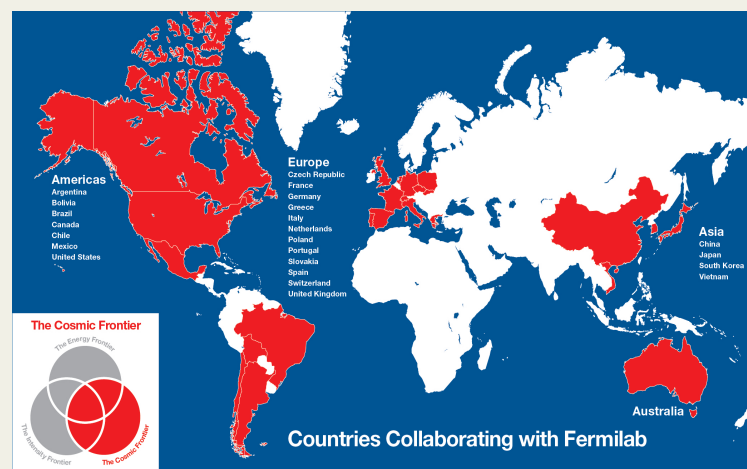 Americas
Argentina
Bolivia
Brazil
Canada
Chile
Mexico
United States
Europe
Czech Republic
France
Germany
Greece
Italy
Netherlands
Poland
Portugal
Slovakia
Spain
Switzerland
United Kingdom
Asia
China
Japan
South Korea
Vietnam
Australia
The Cosmic Frontier
The Energy Frontier
The Intensity Frontier
The Cosmic Frontier
Countries Collaborating with Fermilab